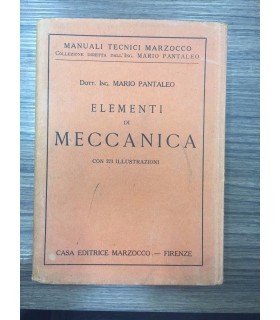 MANUALI TECNICI MARZOCCO
COLLEZIONE DIRETTA DALL'ING. MARIO PANTALEO
DOTT. ING. MARIO PANTALEO
ELEMENTI
DI
MECCANICA
CON ILLUSTRAZIONI
CASA EDITRICE MARZOCCO — FIRENZE